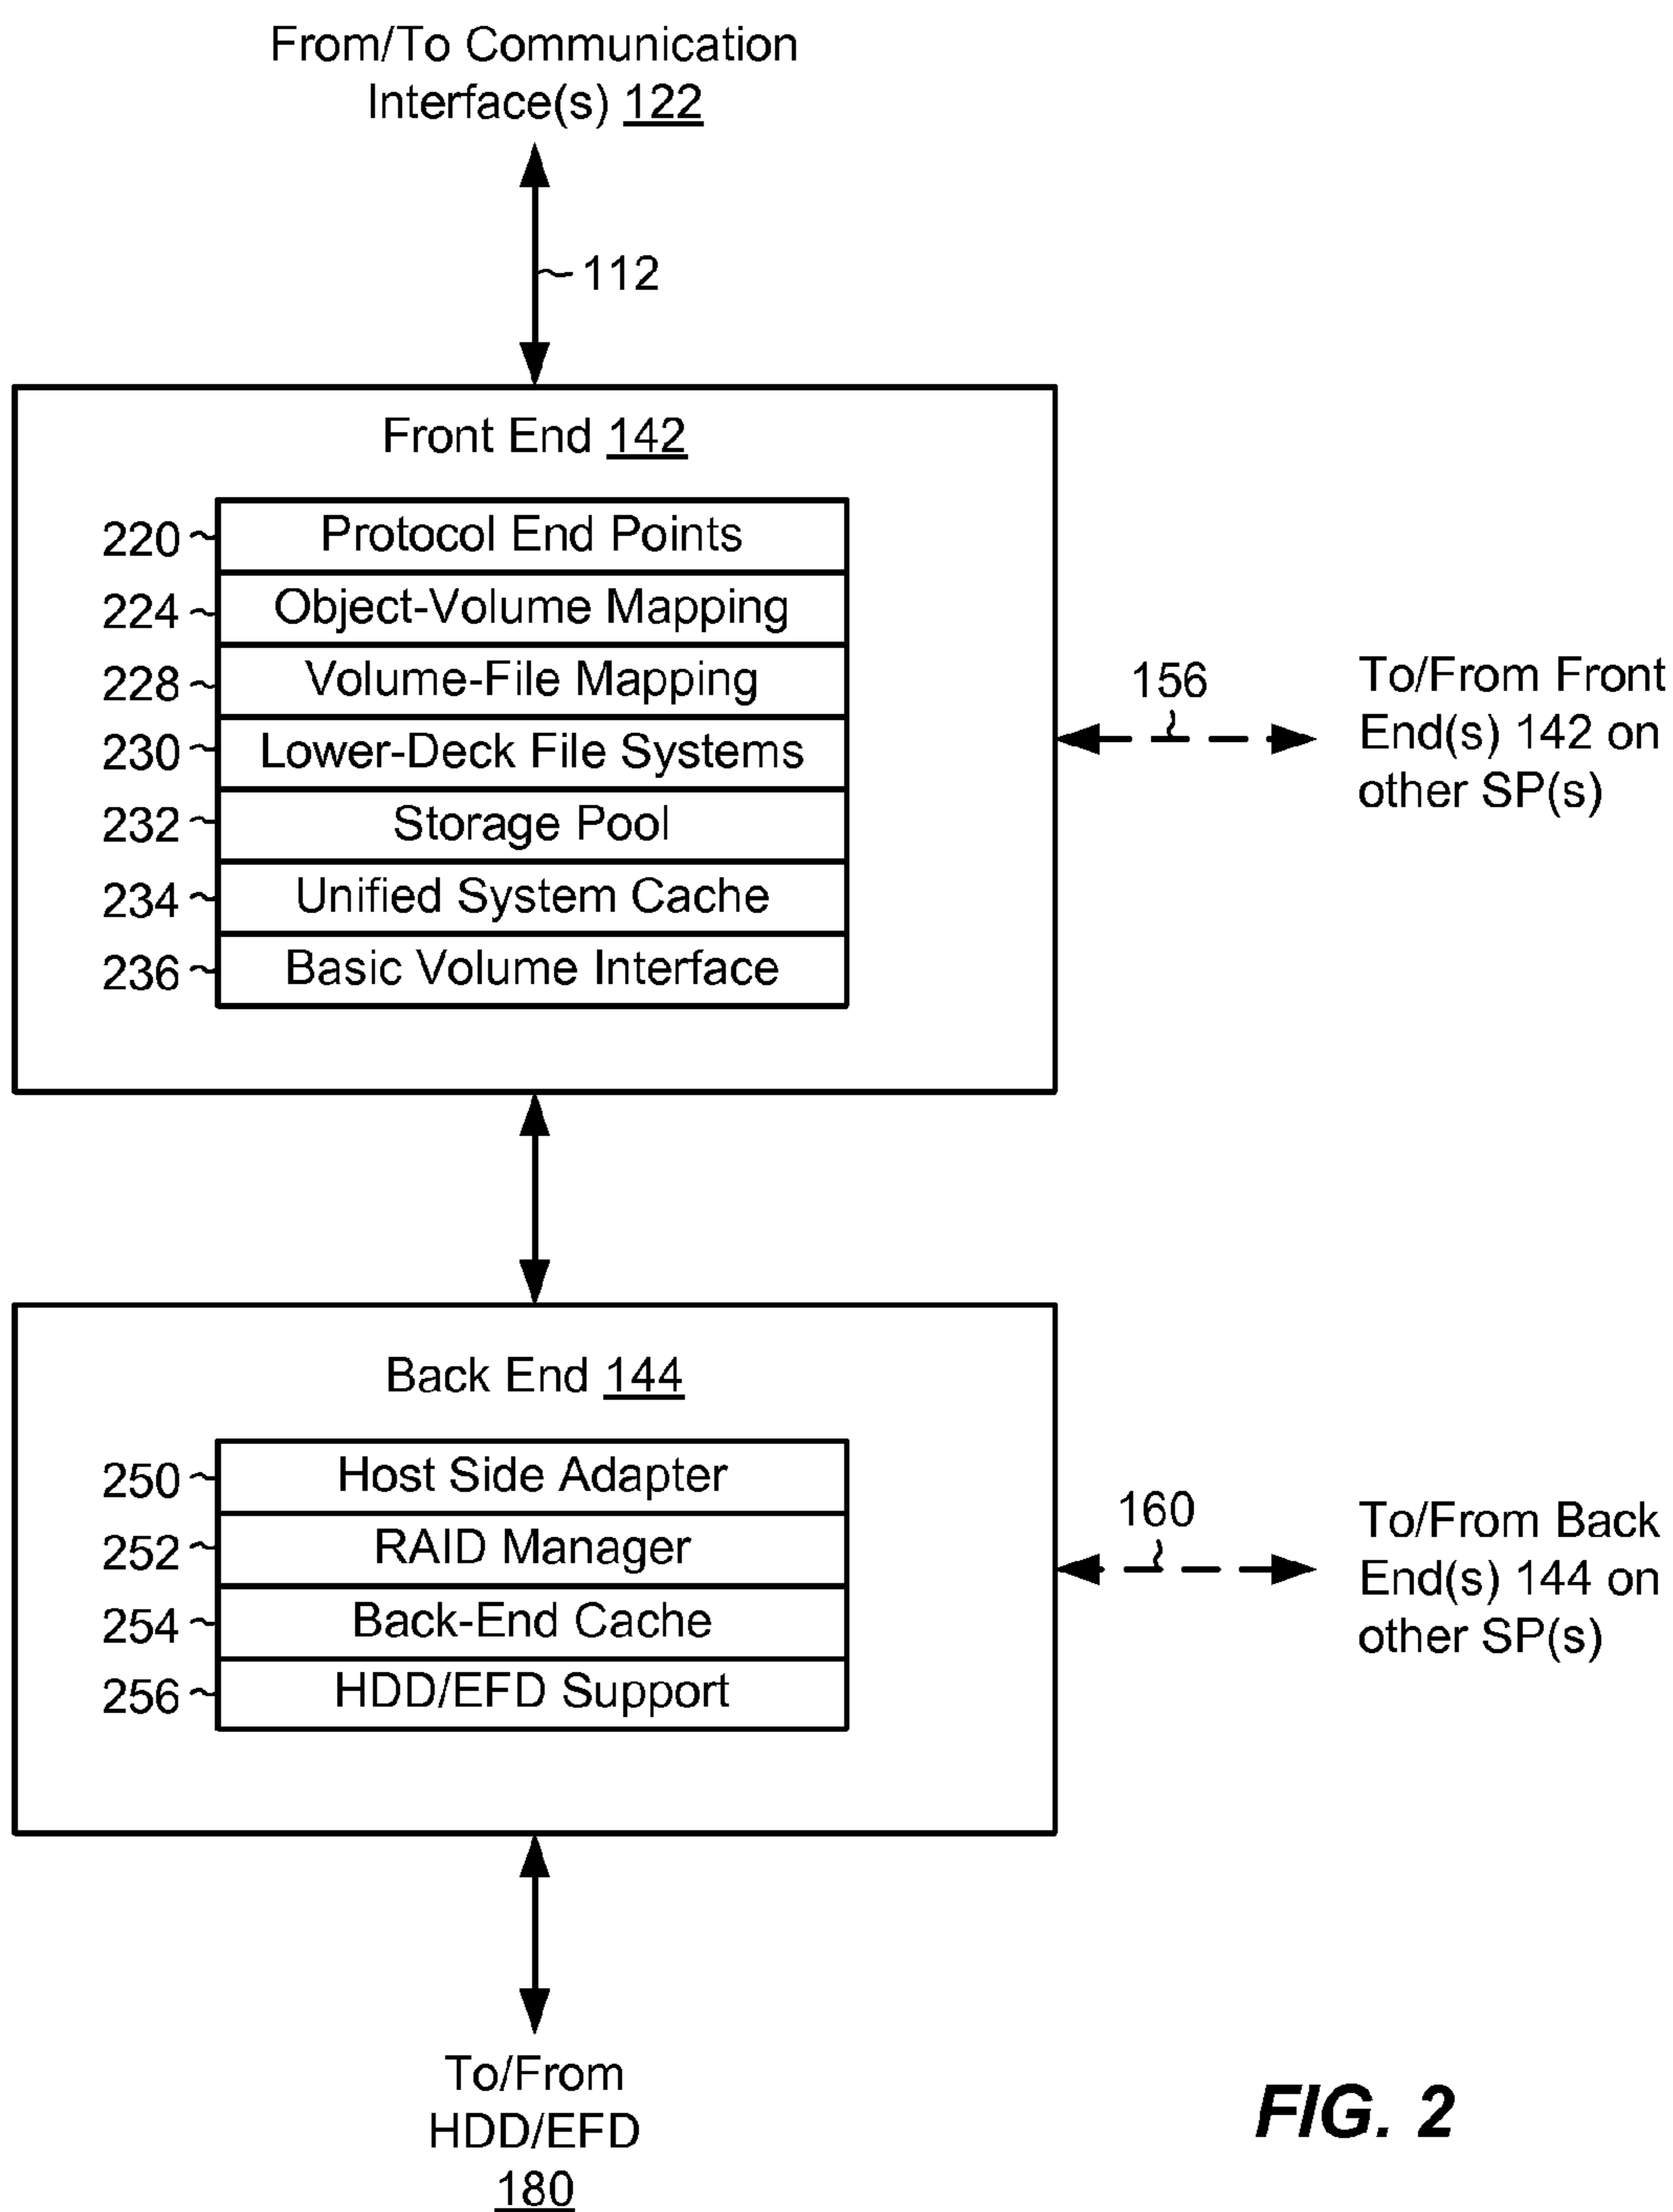 From/To Communication
Interface(s) 122
112
Front End 142
220 Protocol End Points
224 Object-Volume Mapping
228 Volume-File Mapping
230 Lower-Deck File Systems
232 Storage Pool
234 Unified System Cache
236 Basic Volume Interface
156
To/From Front
End(s) 142 on
other SP(s)
Back End 144
250 Host Side Adapter
252 RAID Manager
254 Back-End Cache
256 HDD/EFD Support
160
To/From Back
End(s) 144 on
other SP(s)
To/From
HDD/EFD
180
FIG. 2